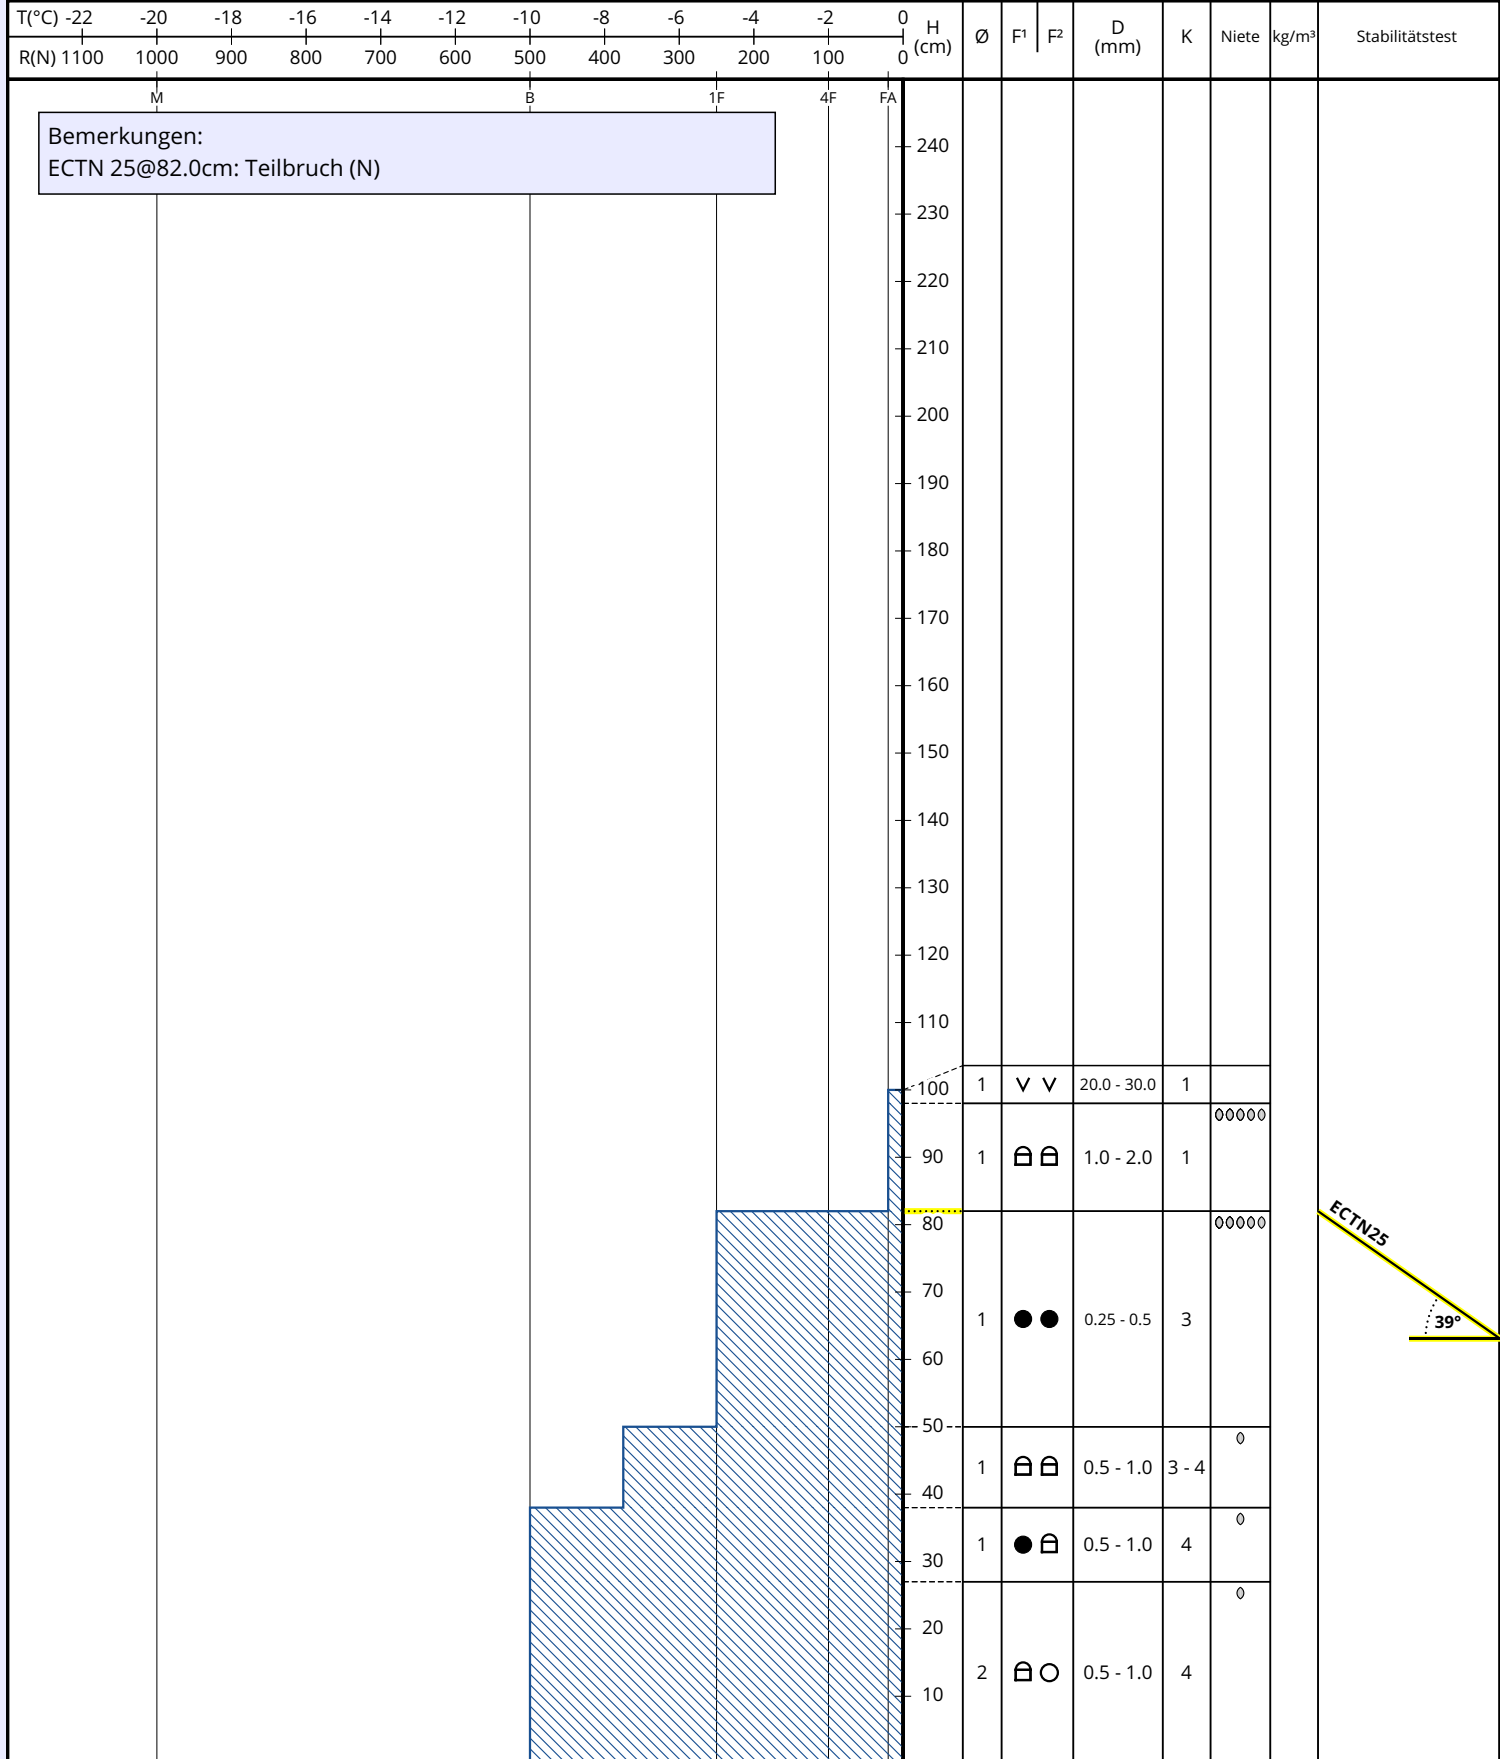 T(°C) -22 -20 -18 -16 -14 -12 -10 -8 -6 -4 -2 0
R(N) 1100 1000 900 800 700 600 500 400 300 200 100 0
H
(cm)
Ø
F¹ F²
D
(mm)
K
Niete
kg/m³
Stabilitätstest
M B 1F 4F FA
Bemerkungen:
ECTN 25@82.0cm: Teilbruch (N)
240
230
220
210
200
190
180
170
160
150
140
130
120
110
100 1 20.0 - 30.0 1
90 1 1.0 - 2.0 1
80
ECTN25
70
1 0.25 - 0.5 3
39°
60
50
1 0.5 - 1.0 3 - 4
40
1 0.5 - 1.0 4
30
20
2 0.5 - 1.0 4
10